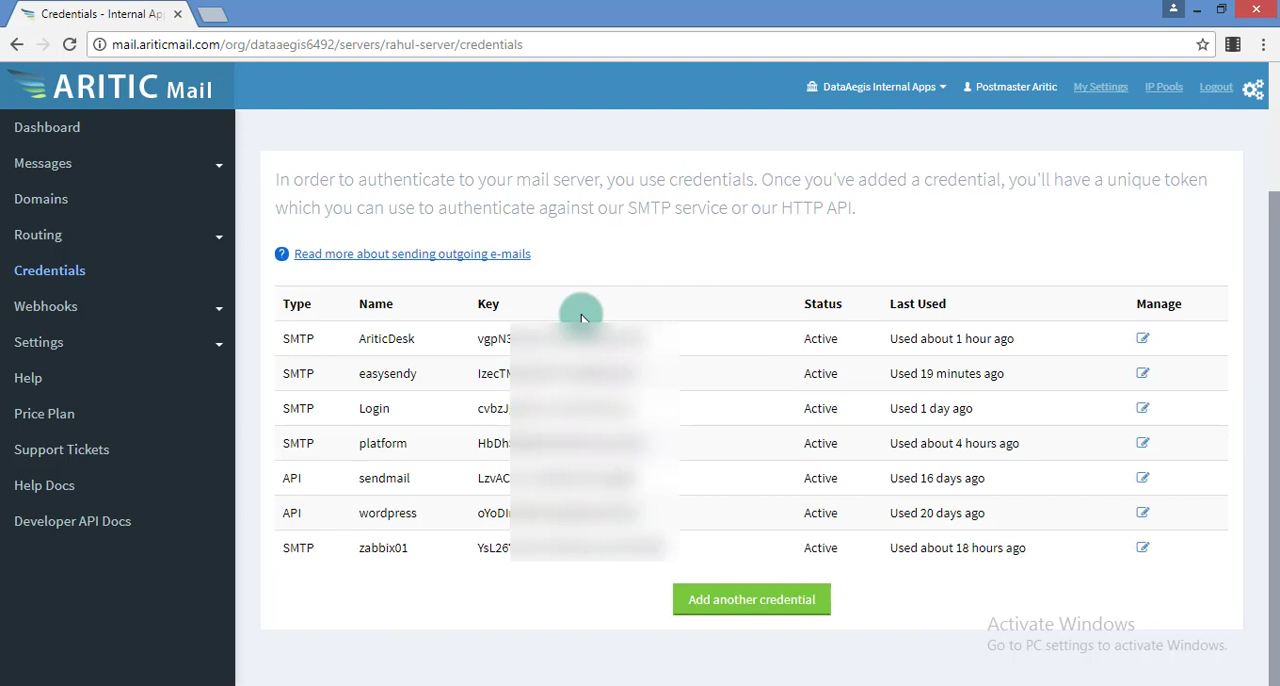 Credentials - Internal Ap
mail.ariticmail.com/org/dataaegis6492/servers/rahul-server/credentials
ARITIC Mail
DataAegis Internal Apps
Postmaster Aritic
My Settings
IP Pools
Logout
Dashboard
Messages
Domains
Routing
Credentials
Webhooks
Settings
Help
Price Plan
Support Tickets
Help Docs
Developer API Docs
In order to authenticate to your mail server, you use credentials. Once you've added a credential, you'll have a unique token
which you can use to authenticate against our SMTP service or our HTTP API.
? Read more about sending outgoing e-mails
Type Name Key Status Last Used Manage
SMTP AriticDesk vgpN3 Active Used about 1 hour ago
SMTP easysendy Active Used 19 minutes ago
SMTP Login cvbzJ Active Used 1 day ago
SMTP platform HbDh Active Used about 4 hours ago
API sendmail LzvAC Active Used 16 days ago
API wordpress Active Used 20 days ago
SMTP zabbix01 YsL26 Active Used about 18 hours ago
Add another credential
Activate Windows
Go to PC settings to activate Windows.